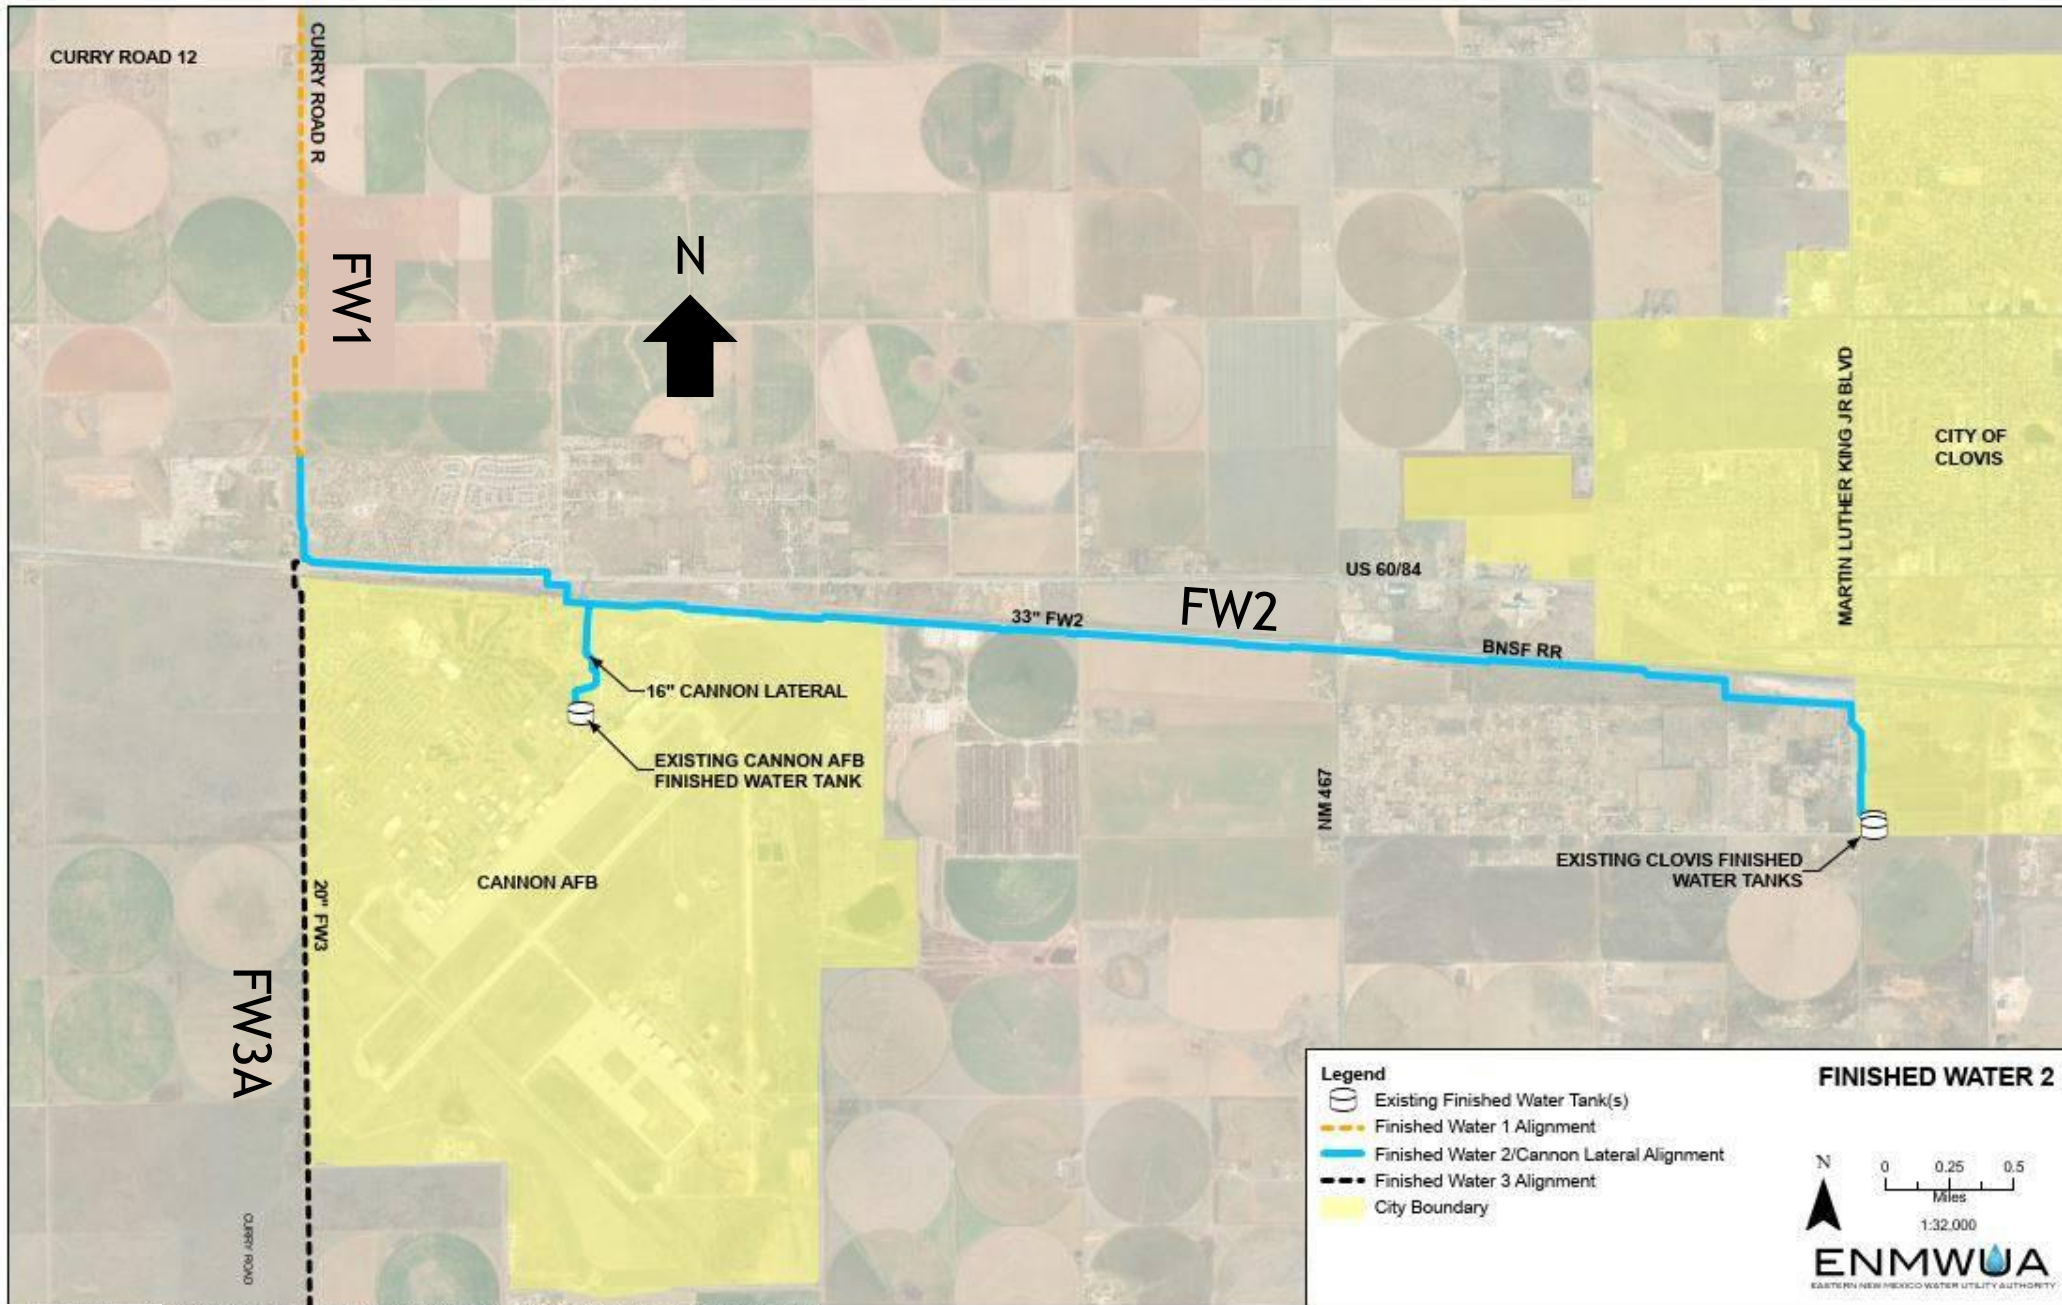 CURRY ROAD 12
CURRY ROAD R
FW1
N
MARTIN LUTHER KING JR BLVD
CITY OF
CLOVIS
US 60/84
33" FW2
FW2
BNSF RR
16" CANNON LATERAL
EXISTING CANNON AFB
FINISHED WATER TANK
NM 467
EXISTING CLOVIS FINISHED
WATER TANKS
CANNON AFB
20" FW3
FW3A
CURRY ROAD
Legend
Existing Finished Water Tank(s)
Finished Water 1 Alignment
Finished Water 2/Cannon Lateral Alignment
Finished Water 3 Alignment
City Boundary
FINISHED WATER 2
N
0 0.25 0.5
Miles
1:32,000
ENMWUA
EASTERN NEW MEXICO WATER UTILITY AUTHORITY